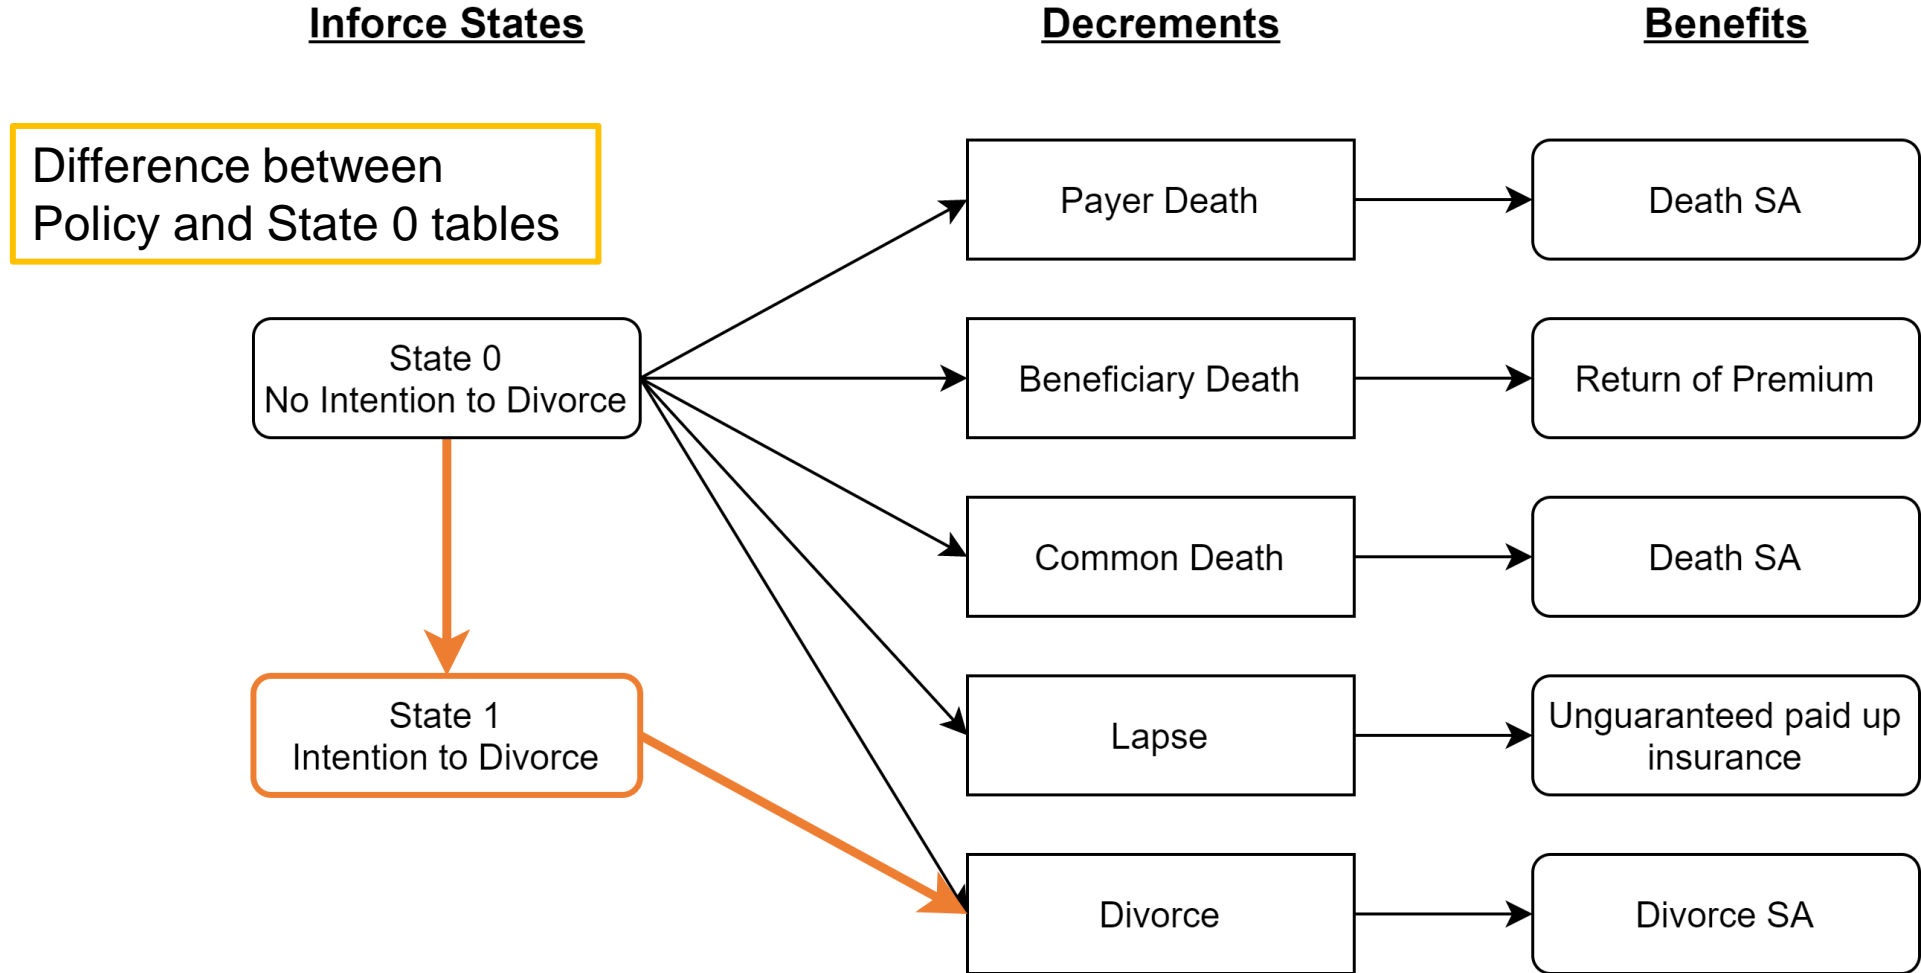 Inforce States
Decrements
Benefits
Difference between
Policy and State 0 tables
Payer Death
Death SA
State 0
No Intention to Divorce
Beneficiary Death
Return of Premium
Common Death
Death SA
State 1
Intention to Divorce
Lapse
Unguaranteed paid up
insurance
Divorce
Divorce SA